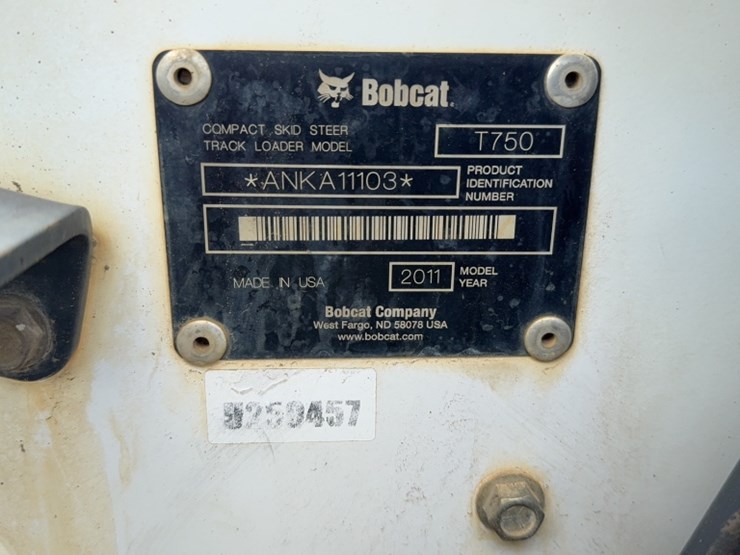 Bobcat.
COMPACT SKID STEER
TRACK LOADER MODEL
T750
*ANKA11103*
PRODUCT
IDENTIFICATION
NUMBER
MADE IN USA
2011
MODEL
YEAR
Bobcat Company
West Fargo, ND 58078 USA
www.bobcat.com